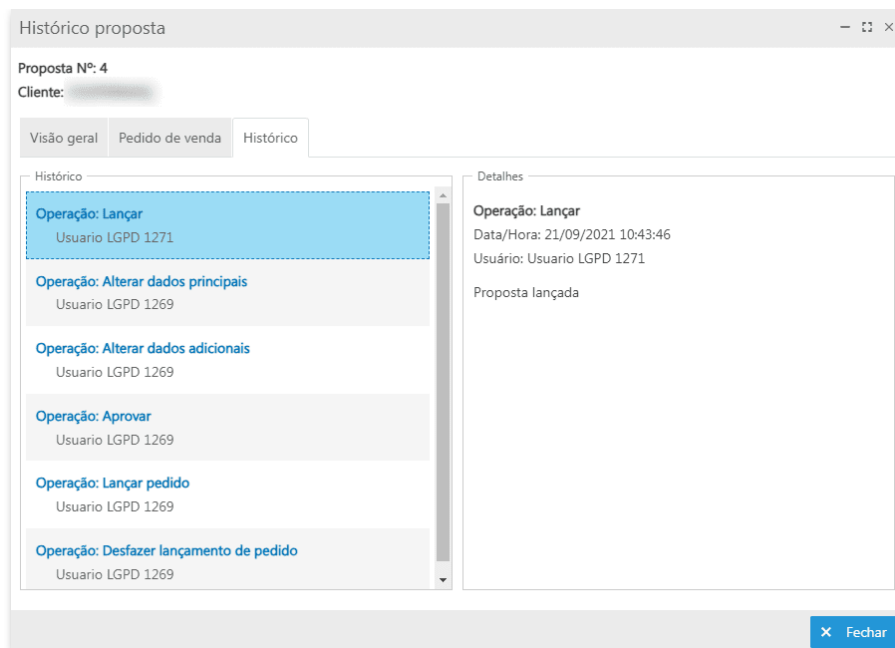 Histórico proposta
Proposta Nº: 4
Cliente:
Visão geral
Pedido de venda
Histórico
Histórico
Operação: Lançar
Usuario LGPD 1271
Operação: Alterar dados principais
Usuario LGPD 1269
Operação: Alterar dados adicionais
Usuario LGPD 1269
Operação: Aprovar
Usuario LGPD 1269
Operação: Lançar pedido
Usuario LGPD 1269
Operação: Desfazer lançamento de pedido
Usuario LGPD 1269
Detalhes
Operação: Lançar
Data/Hora: 21/09/2021 10:43:46
Usuário: Usuario LGPD 1271
Proposta lançada
Fechar